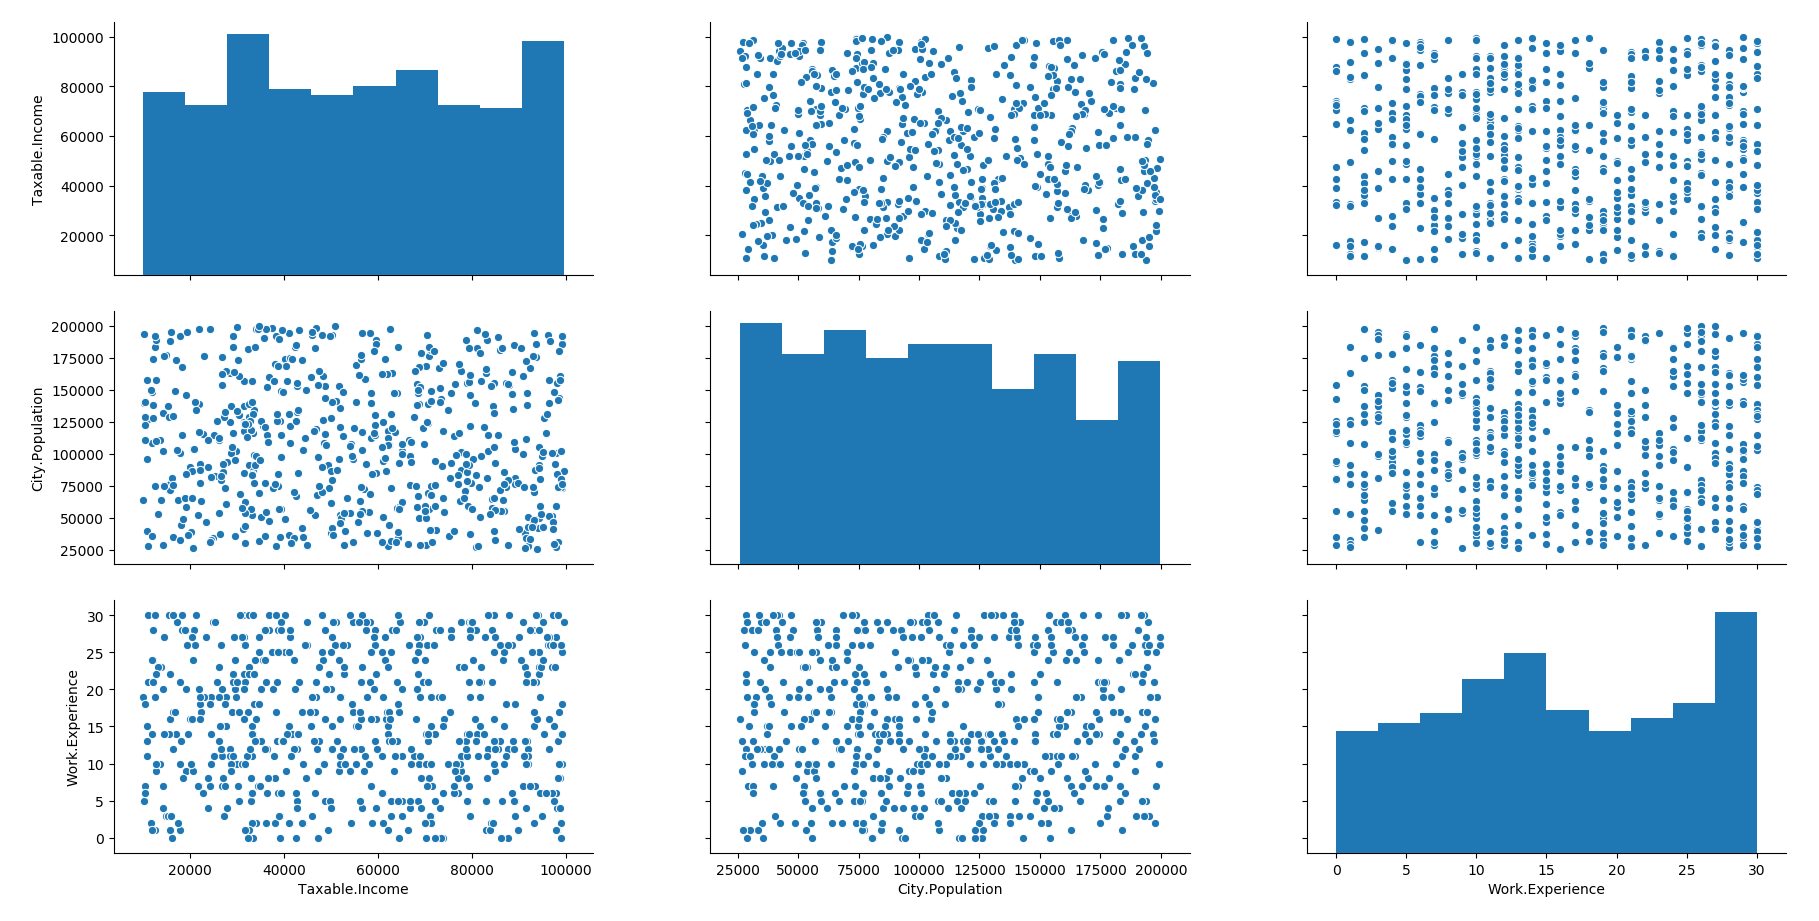 100000
80000
60000
40000
20000
Taxable.Income
200000
175000
150000
125000
100000
75000
50000
25000
City.Population
30
25
20
15
10
5
0
Work.Experience
20000 40000 60000 80000 100000
Taxable.Income
25000 50000 75000 100000 125000 150000 175000 200000
City.Population
0 5 10 15 20 25 30
Work.Experience